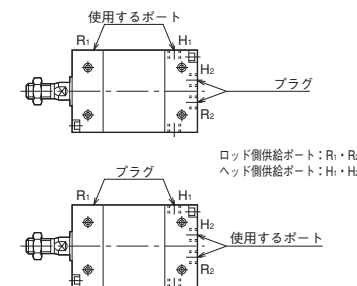 使用するポート
R₁ H₁
H₂
プラグ
R₂
ロッド側供給ポート：R₁・R₂
ヘッド側供給ポート：H₁・H₂
プラグ
R₁ H₁
H₂
使用するポート
R₂